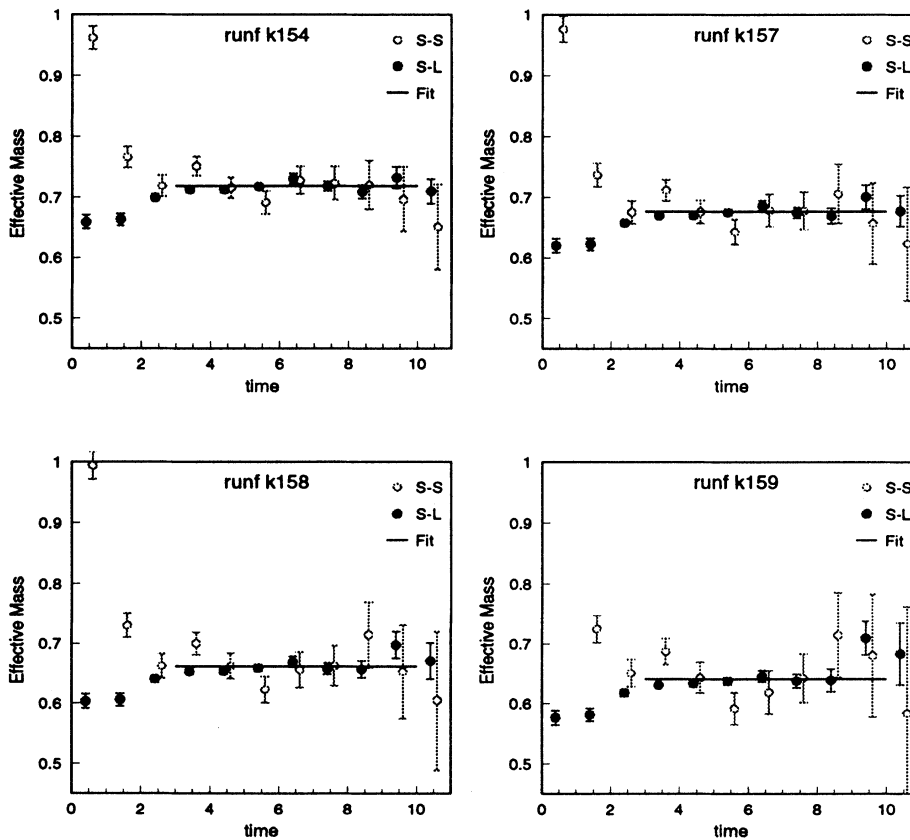 runf k154
S-S
S-L
Fit
Effective Mass
1
0.9
0.8
0.7
0.6
0.5
0 2 4 6 8 10
time
runf k157
S-S
S-L
Fit
Effective Mass
1
0.9
0.8
0.7
0.6
0.5
0 2 4 6 8 10
time
runf k158
S-S
S-L
Fit
Effective Mass
1
0.9
0.8
0.7
0.6
0.5
0 2 4 6 8 10
time
runf k159
S-S
S-L
Fit
Effective Mass
1
0.9
0.8
0.7
0.6
0.5
0 2 4 6 8 10
time